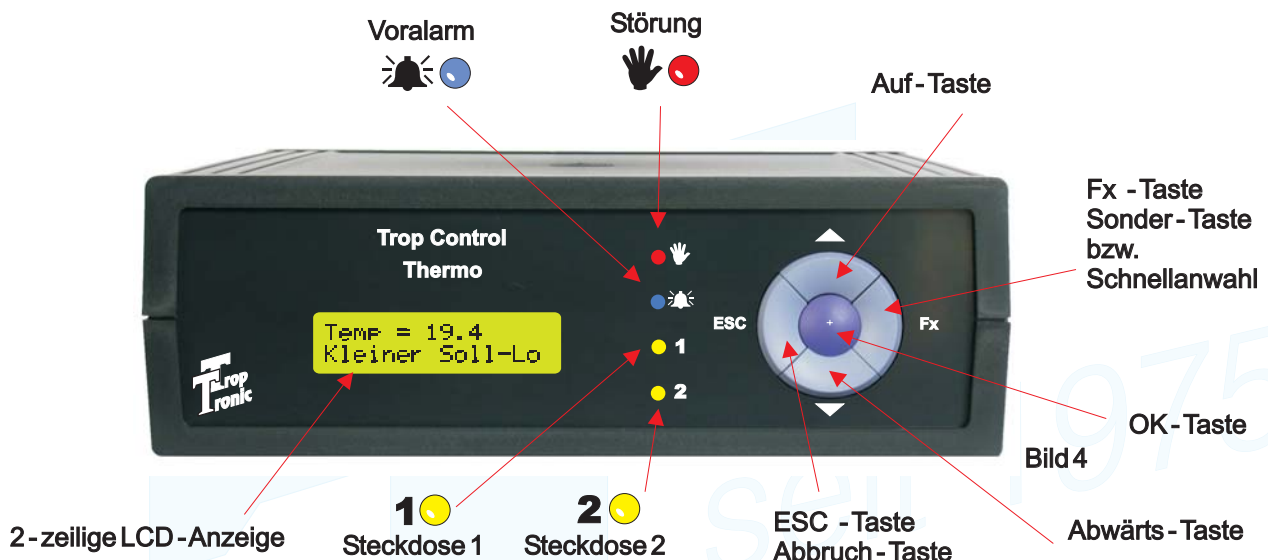 Voralarm
Störung
Auf-Taste
Fx -Taste
Sonder-Taste
bzw.
Schnellanwahl
Trop Control
Thermo
ESC
Fx
Temp = 19.4
Kleiner Soll-Lo
1
2
Trop
Tronic
OK-Taste
Bild 4
2-zeilige LCD-Anzeige
1
Steckdose 1
2
Steckdose 2
ESC -Taste
Abbruch-Taste
Abwärts-Taste
seit 1975